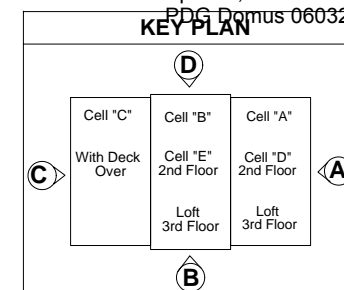 PDG Domus 06032
KEY PLAN
D
Cell "C"
With Deck
Over
Cell "B"
Cell "E"
2nd Floor
Loft
3rd Floor
Cell "A"
Cell "D"
2nd Floor
Loft
3rd Floor
C
A
B